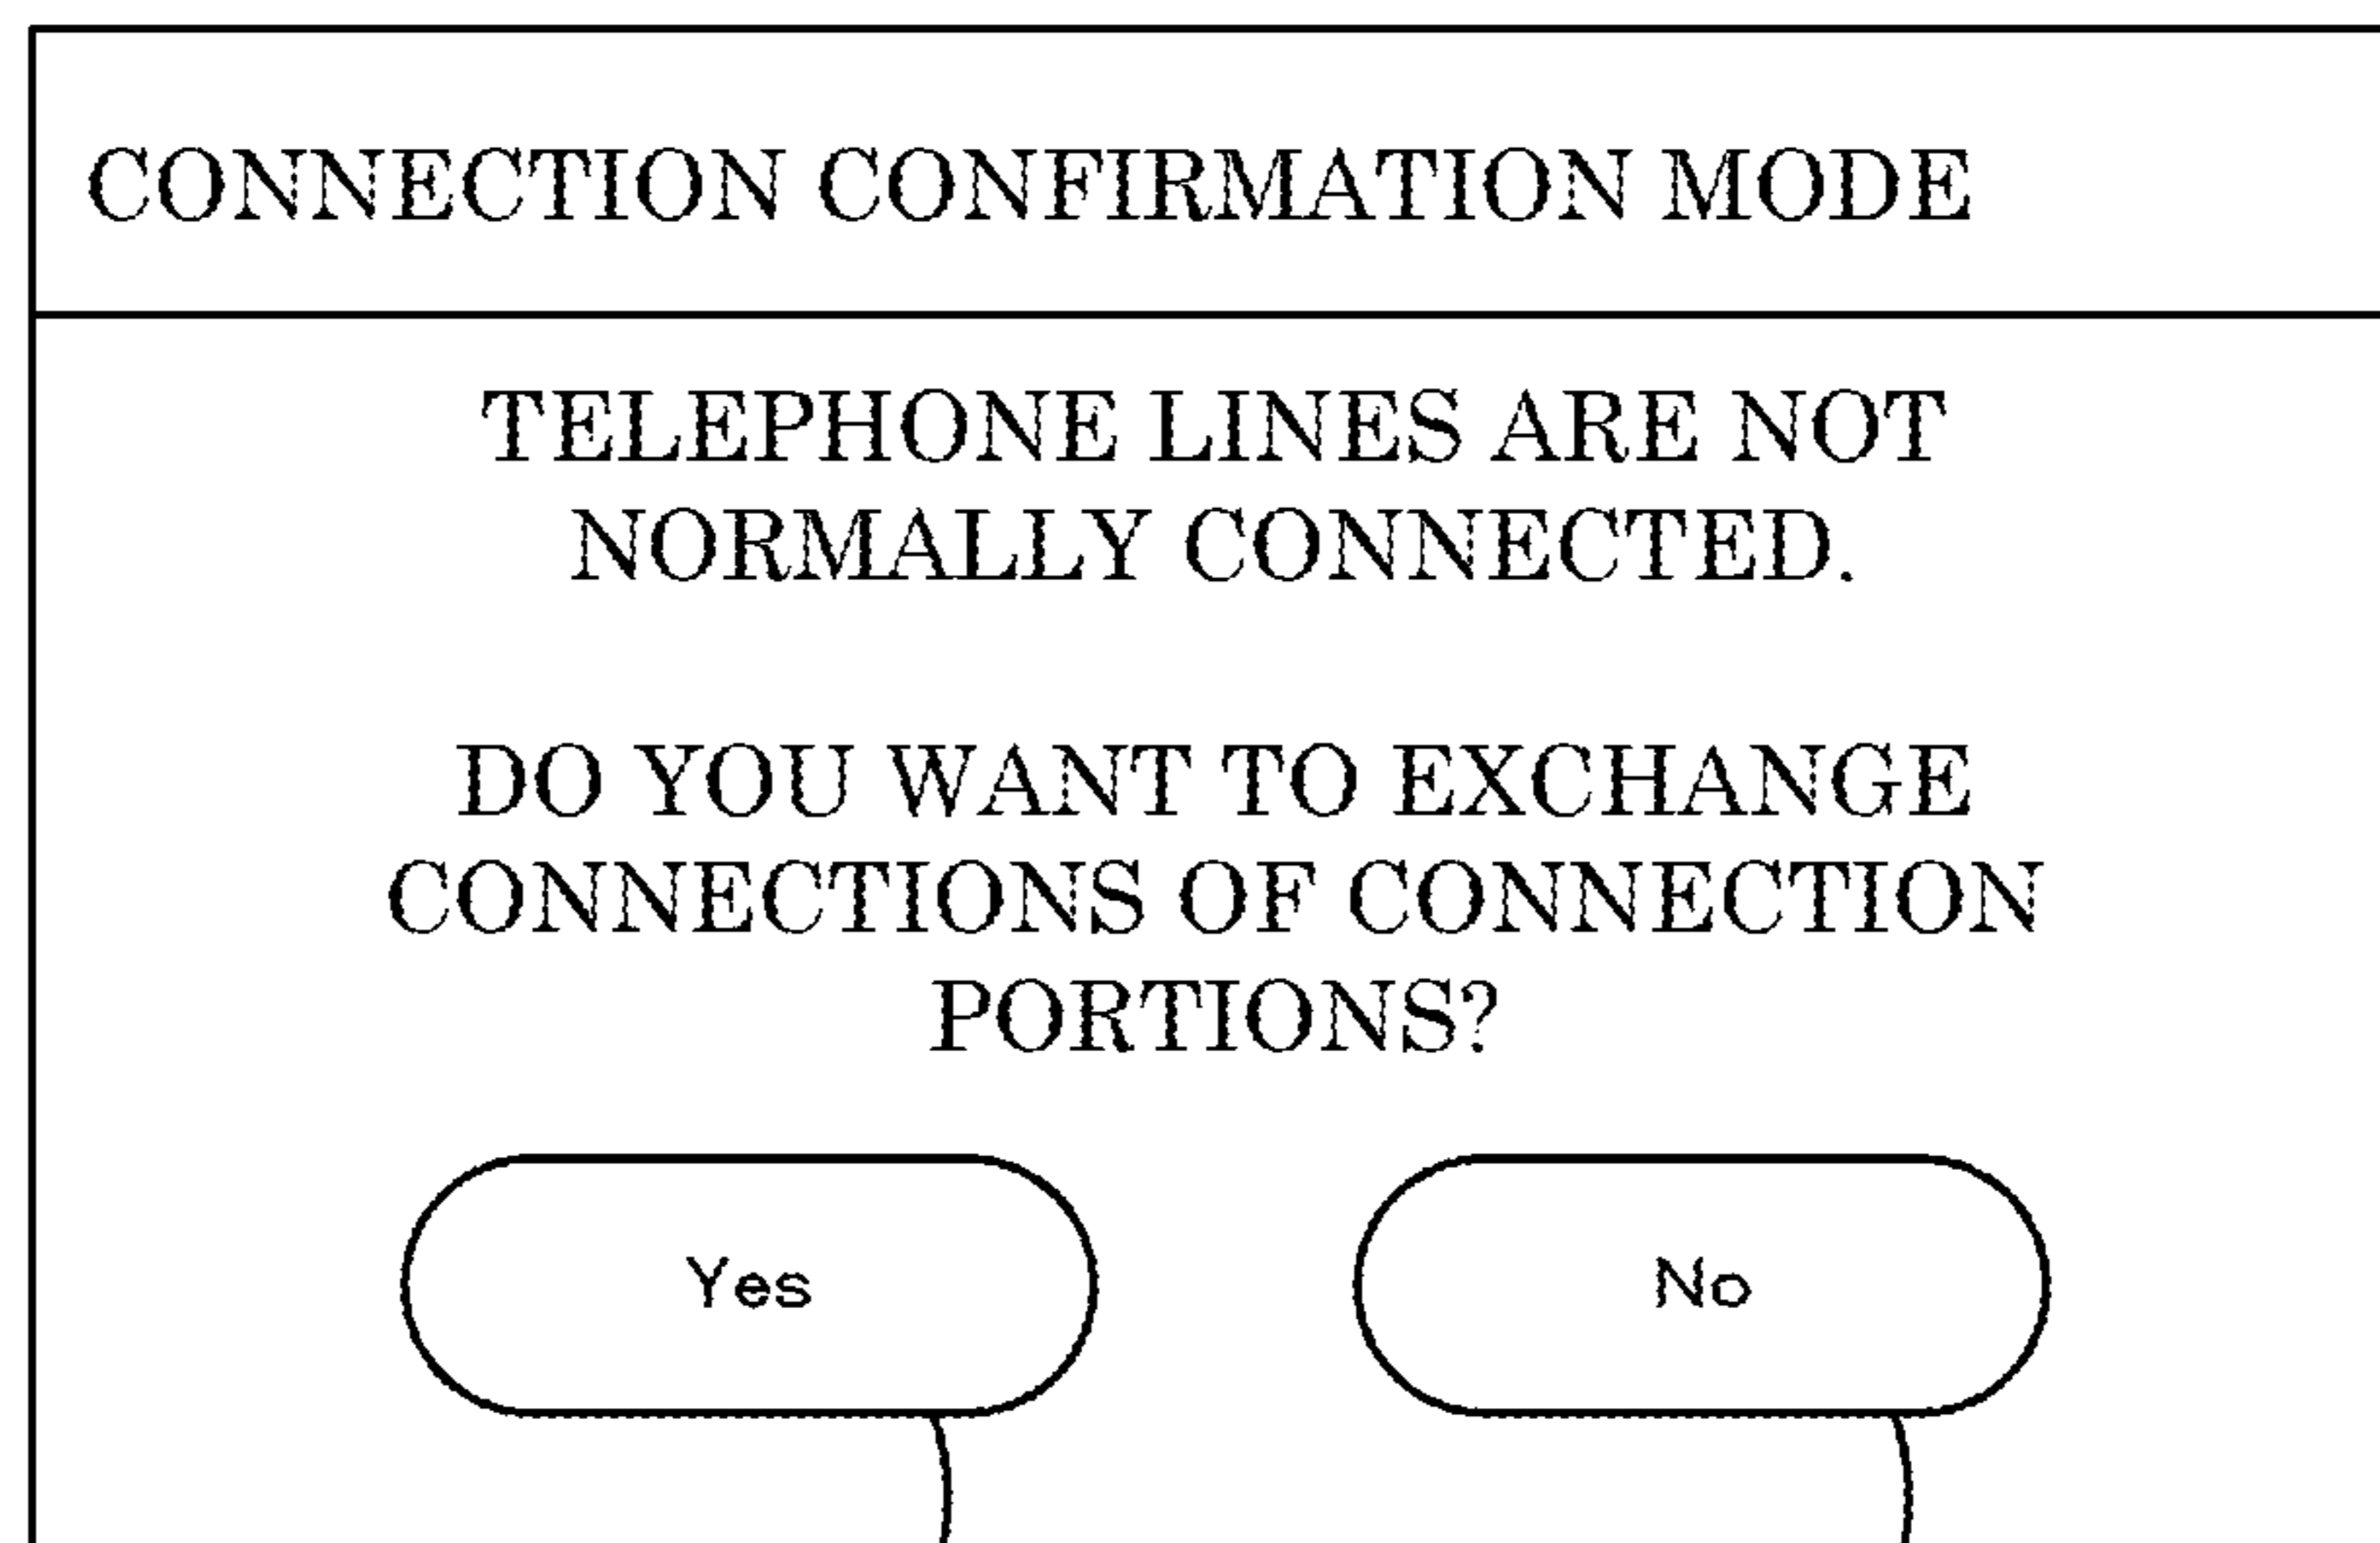 CONNECTION CONFIRMATION MODE
TELEPHONE LINES ARE NOT
NORMALLY CONNECTED.
DO YOU WANT TO EXCHANGE
CONNECTIONS OF CONNECTION
PORTIONS?
Yes
No